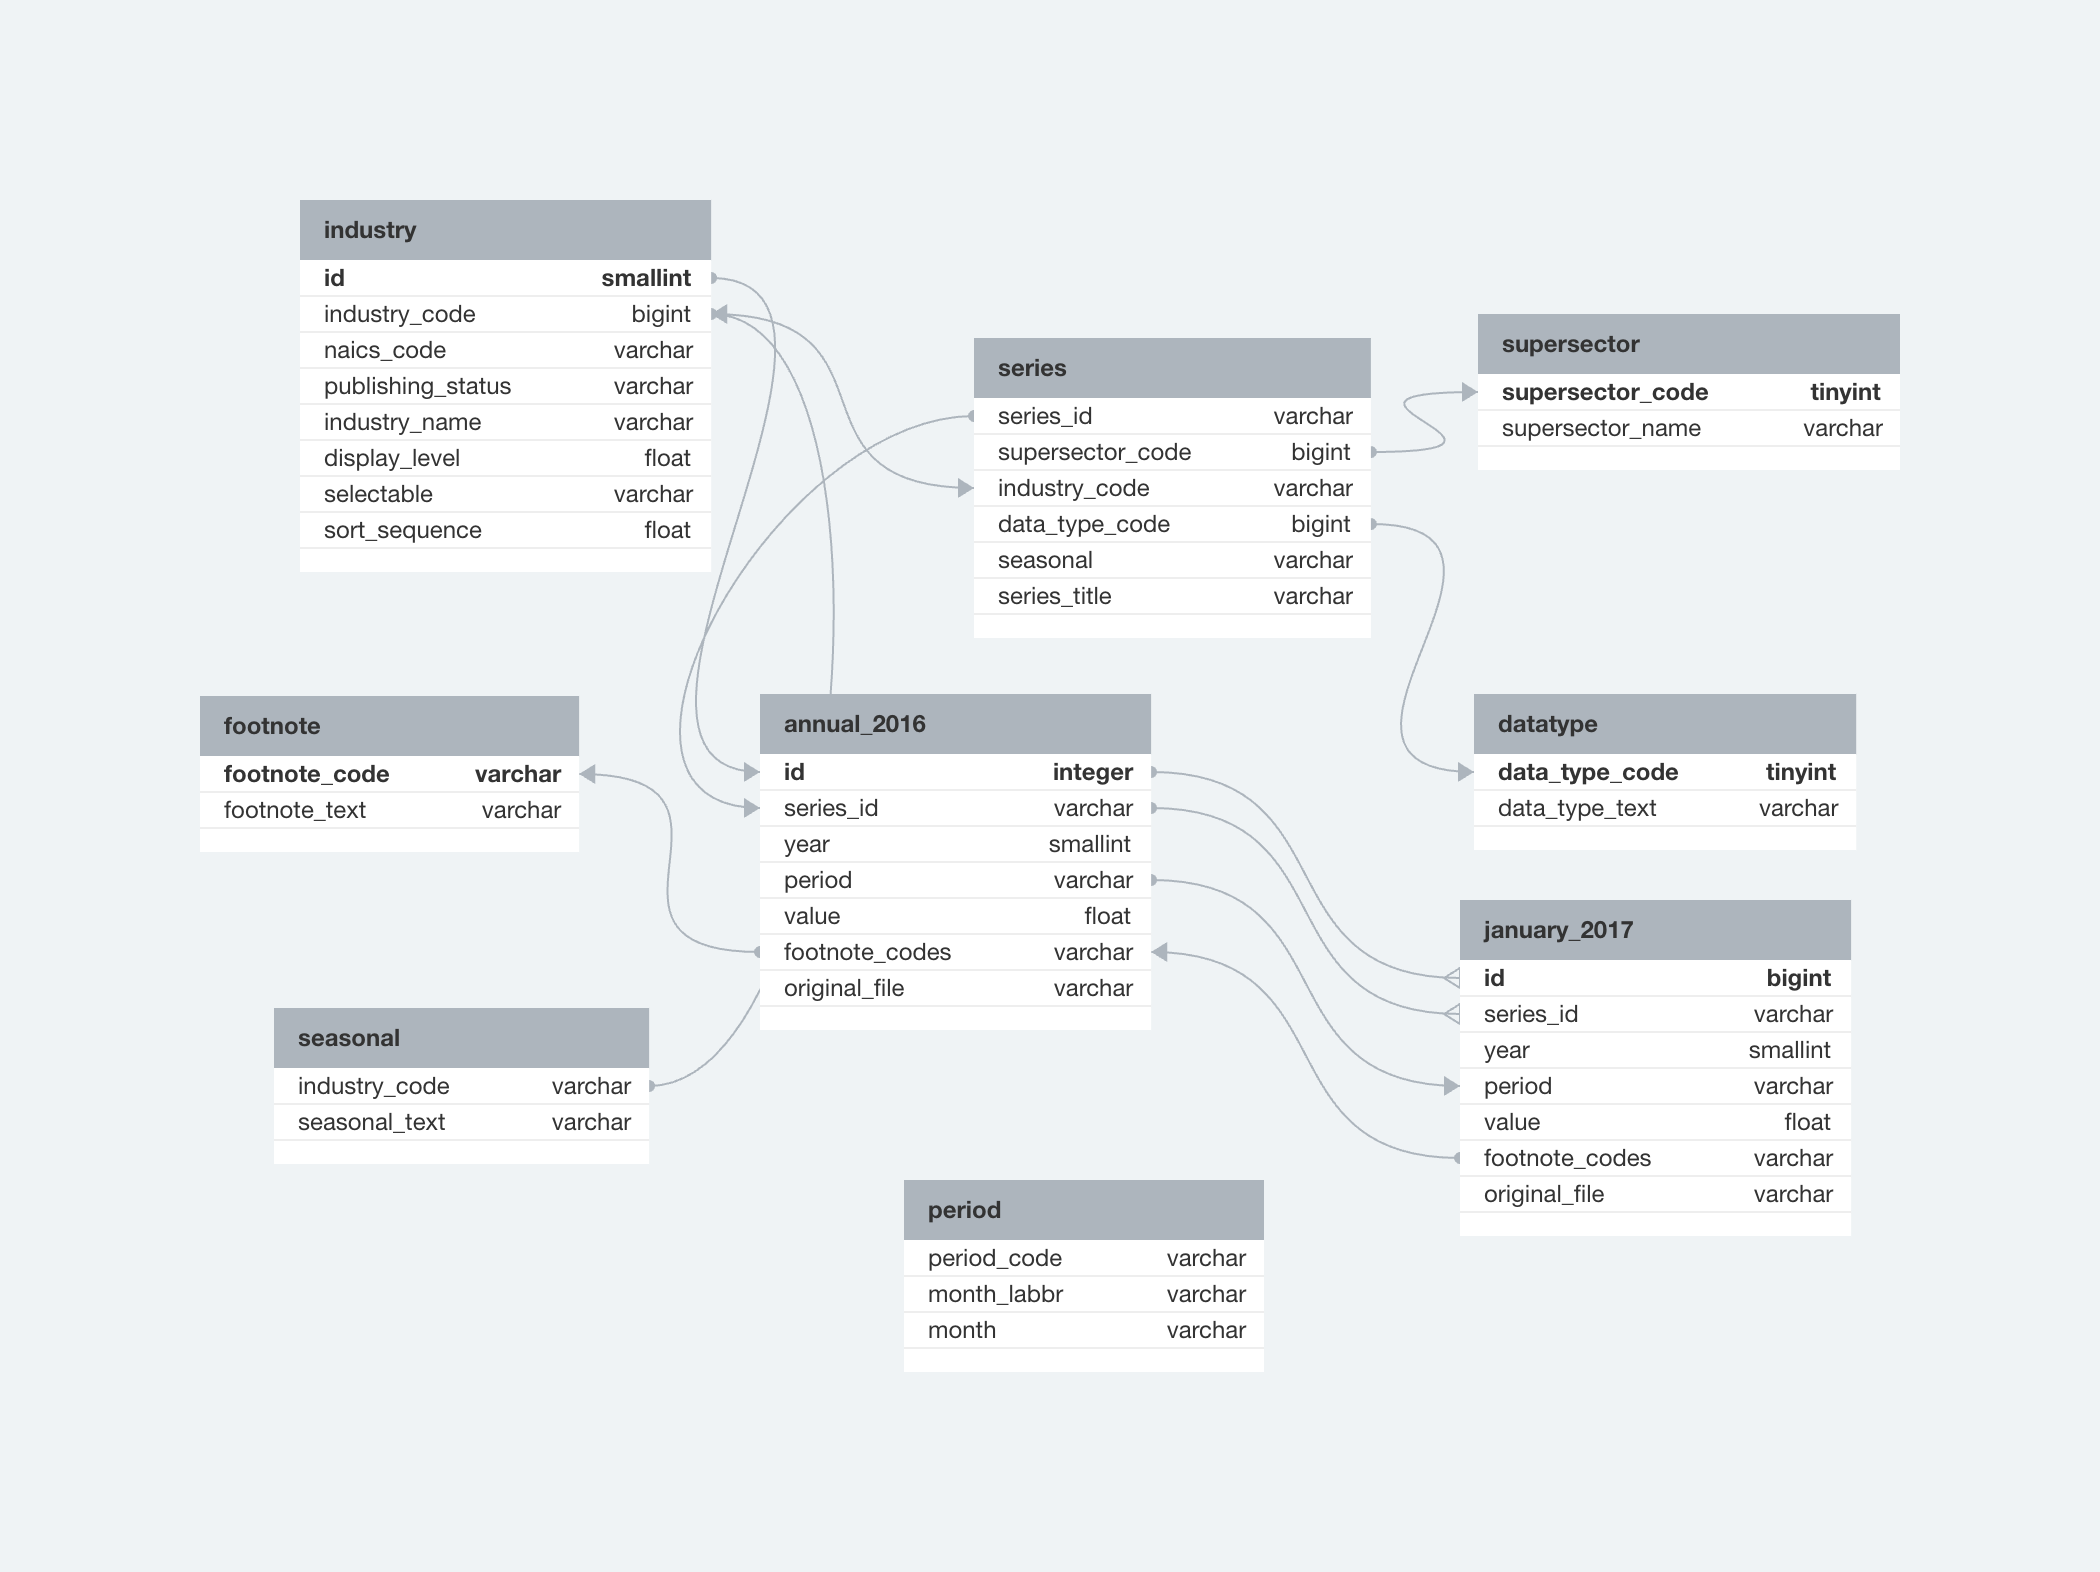 industry
id smallint
industry_code bigint
naics_code varchar
publishing_status varchar
industry_name varchar
display_level float
selectable varchar
sort_sequence float
series
series_id varchar
supersector_code bigint
industry_code varchar
data_type_code bigint
seasonal varchar
series_title varchar
supersector
supersector_code tinyint
supersector_name varchar
footnote
footnote_code varchar
footnote_text varchar
annual_2016
id integer
series_id varchar
year smallint
period varchar
value float
footnote_codes varchar
original_file varchar
datatype
data_type_code tinyint
data_type_text varchar
january_2017
id bigint
series_id varchar
year smallint
period varchar
value float
footnote_codes varchar
original_file varchar
seasonal
industry_code varchar
seasonal_text varchar
period
period_code varchar
month_labbr varchar
month varchar